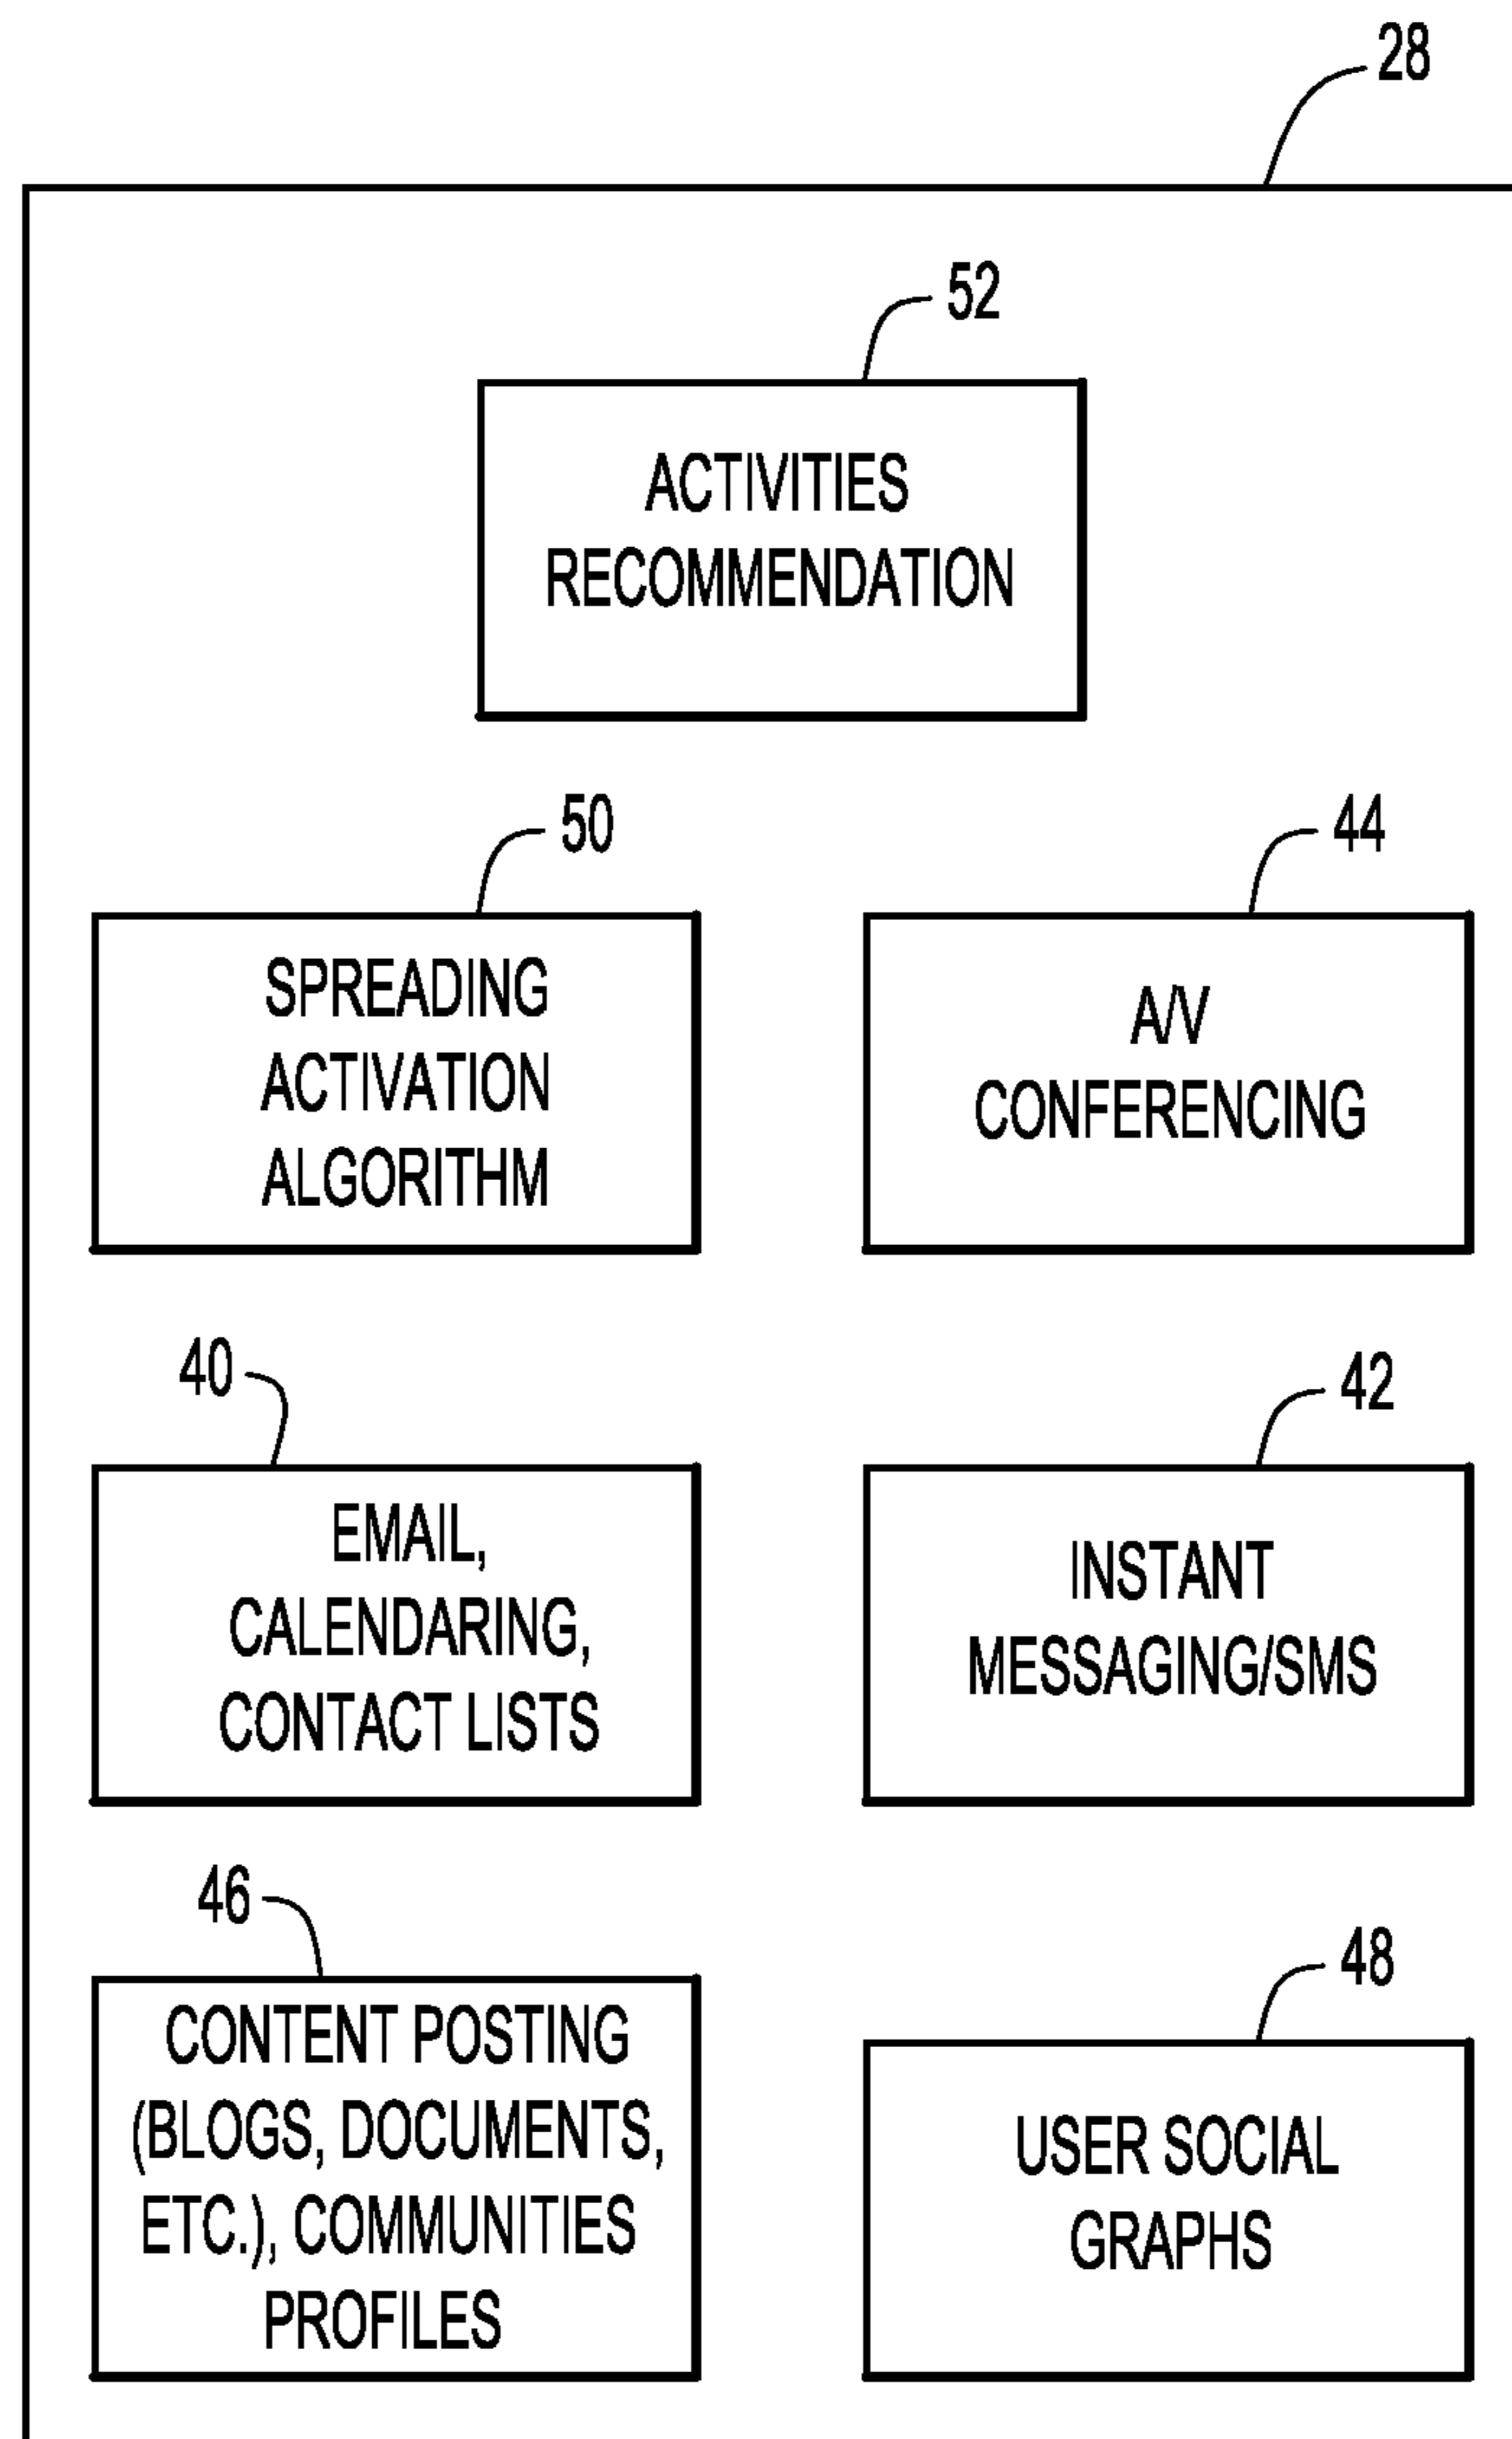 28
52
ACTIVITIES
RECOMMENDATION
50
SPREADING
ACTIVATION
ALGORITHM
44
A/V
CONFERENCING
40
EMAIL,
CALENDARING,
CONTACT LISTS
42
INSTANT
MESSAGING/SMS
46
CONTENT POSTING
(BLOGS, DOCUMENTS,
ETC.), COMMUNITIES
PROFILES
48
USER SOCIAL
GRAPHS